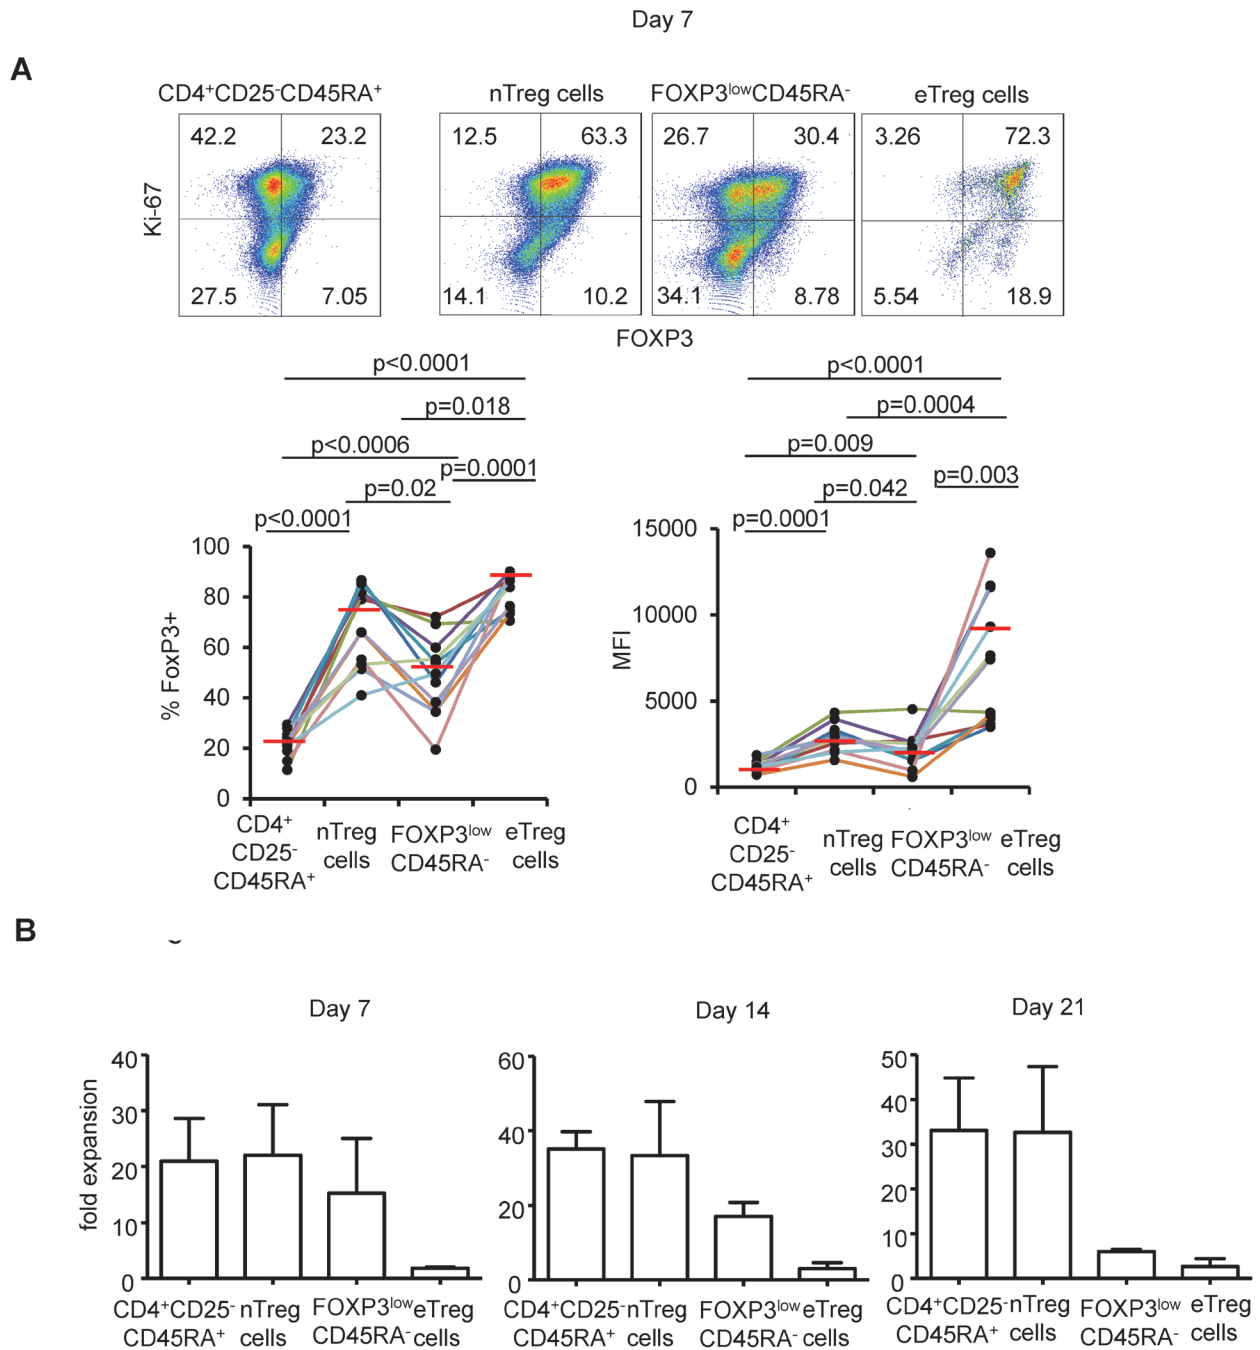 Day 7
A
CD4⁺CD25⁻CD45RA⁺ nTreg cells FOXP3ˡᵒʷCD45RA⁻ eTreg cells
42.2 23.2 12.5 63.3 26.7 30.4 3.26 72.3
Ki-67
27.5 7.05 14.1 10.2 34.1 8.78 5.54 18.9
FOXP3
p<0.0001
p=0.018
p<0.0006
p=0.0001
p=0.02
p<0.0001
% FoxP3+
100
80
60
40
20
0
CD4⁺
CD25⁻
CD45RA⁺
nTreg
cells
FOXP3ˡᵒʷ
CD45RA⁻
eTreg
cells
p<0.0001
p=0.0004
p=0.009
p=0.003
p=0.042
p=0.0001
MFI
15000
10000
5000
0
CD4⁺
CD25⁻
CD45RA⁺
nTreg
cells
FOXP3ˡᵒʷ
CD45RA⁻
eTreg
cells
B
Day 7
fold expansion
40
30
20
10
0
CD4⁺CD25⁻
CD45RA⁺
nTreg
cells
FOXP3ˡᵒʷ
CD45RA⁻
eTreg
cells
Day 14
60
40
20
0
CD4⁺CD25⁻
CD45RA⁺
nTreg
cells
FOXP3ˡᵒʷ
CD45RA⁻
eTreg
cells
Day 21
50
40
30
20
10
0
CD4⁺CD25⁻
CD45RA⁺
nTreg
cells
FOXP3ˡᵒʷ
CD45RA⁻
eTreg
cells